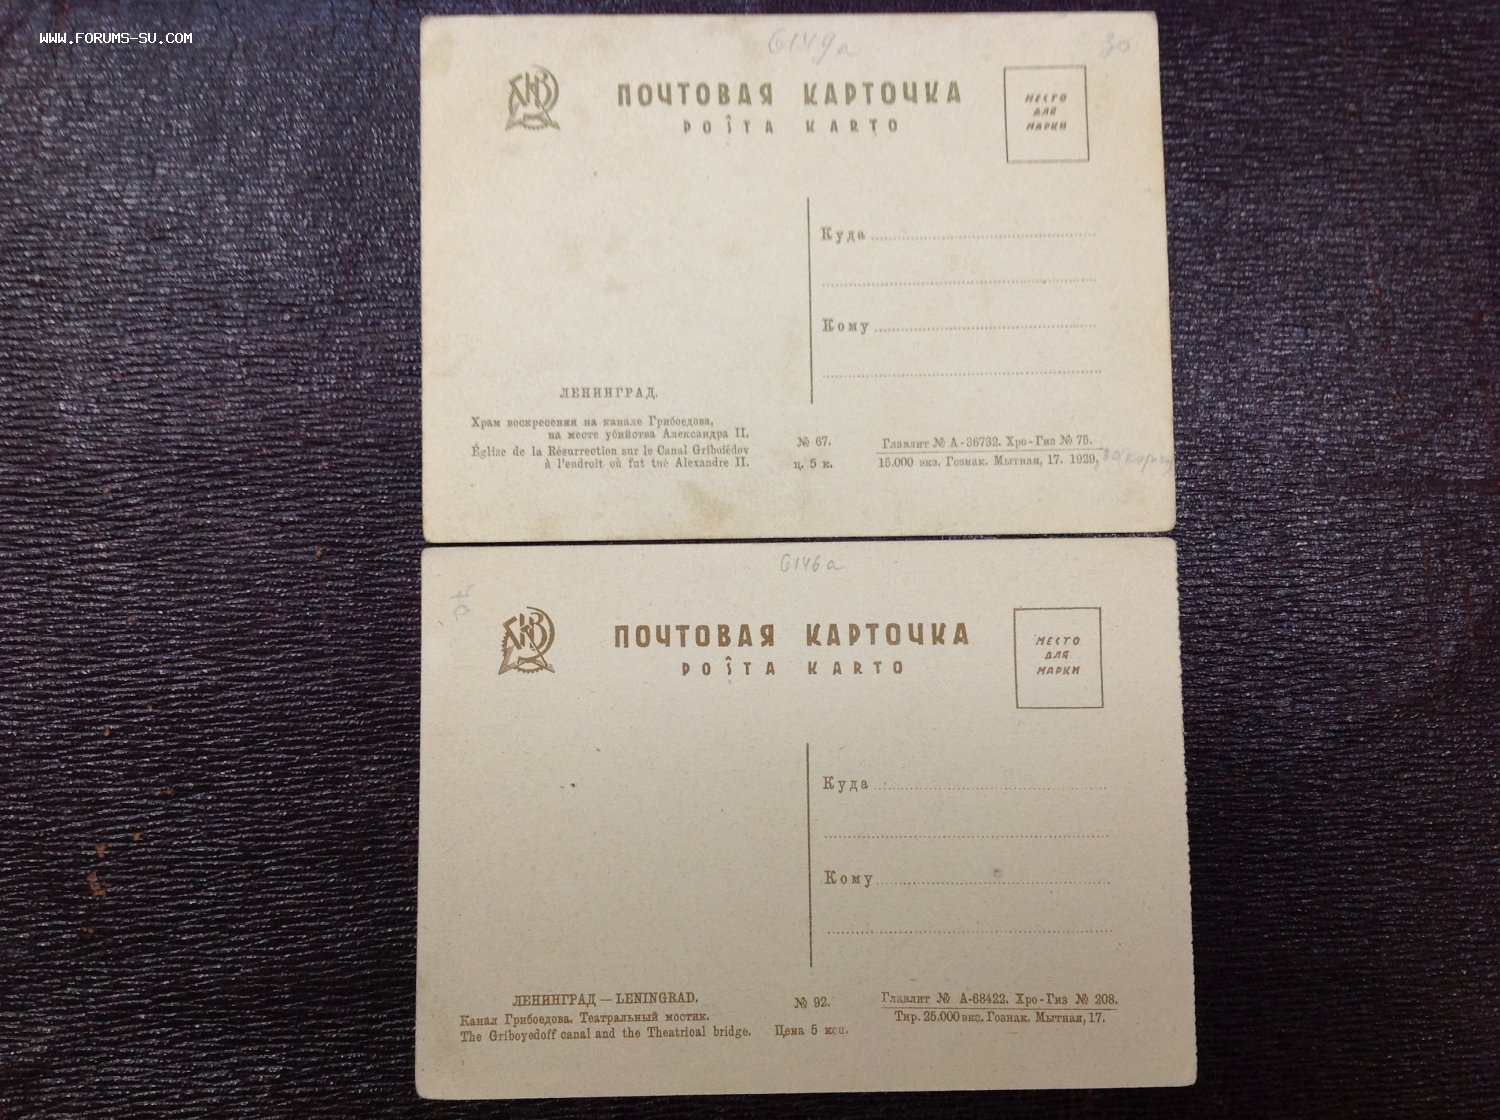 WWW.FORUMS-SU.COM
6149а
30
ПОЧТОВАЯ КАРТОЧКА
POŜTA KARTO
МЕСТО
ДЛЯ
МАРКИ
Куда
Кому
ЛЕНИНГРАД.
Храм воскресения на канале Грибоедова,
на месте убийства Александра II.
Église de la Résurrection sur le Canal Griboïédov
à l'endroit où fut tué Alexandre II.
№ 67.
ц. 5 к.
Главлит № А-36732. Хро-Гиз № 75.
15.000 экз. Гознак. Мытная, 17. 1929,
6146а
ПОЧТОВАЯ КАРТОЧКА
POŜTA KARTO
МЕСТО
ДЛЯ
МАРКИ
Куда
Кому
ЛЕНИНГРАД — LENINGRAD.
Канал Грибоедова. Театральный мостик.
The Griboyedoff canal and the Theatrical bridge.
№ 92.
Цена 5 коп.
Главлит № А-68422. Хро-Гиз № 208.
Тир. 25.000 экз. Гознак. Мытная, 17.